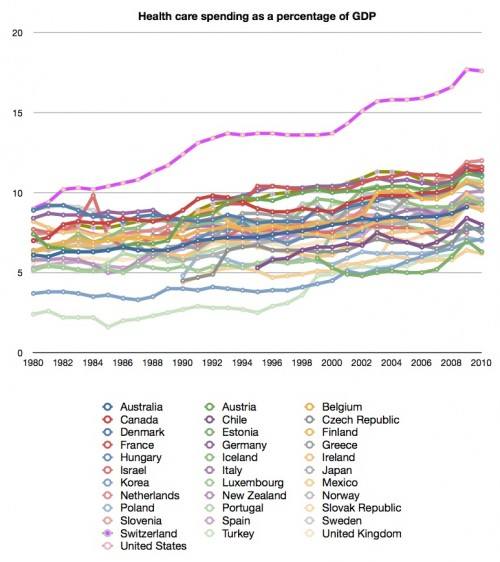 Health care spending as a percentage of GDP
20
15
10
5
0
1980 1982 1984 1986 1988 1990 1992 1994 1996 1998 2000 2002 2004 2006 2008 2010
Australia Austria Belgium
Canada Chile Czech Republic
Denmark Estonia Finland
France Germany Greece
Hungary Iceland Ireland
Israel Italy Japan
Korea Luxembourg Mexico
Netherlands New Zealand Norway
Poland Portugal Slovak Republic
Slovenia Spain Sweden
Switzerland Turkey United Kingdom
United States